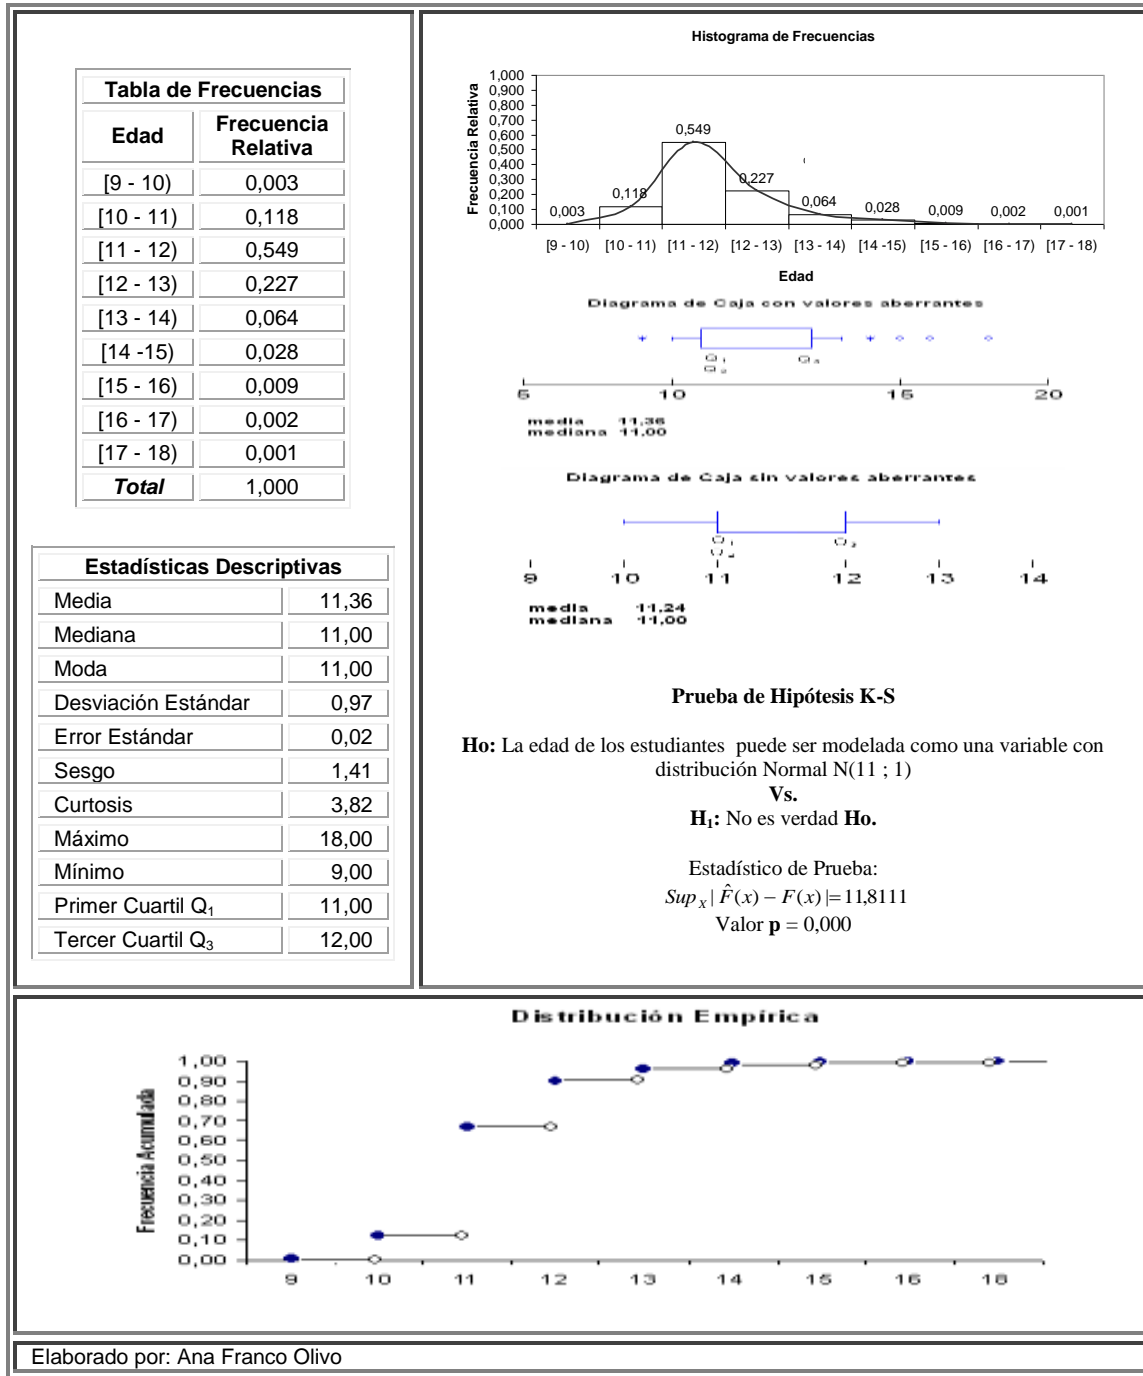 Tabla de Frecuencias
Edad Frecuencia Relativa
[9 - 10) 0,003
[10 - 11) 0,118
[11 - 12) 0,549
[12 - 13) 0,227
[13 - 14) 0,064
[14 -15) 0,028
[15 - 16) 0,009
[16 - 17) 0,002
[17 - 18) 0,001
Total 1,000
Estadísticas Descriptivas
Media 11,36
Mediana 11,00
Moda 11,00
Desviación Estándar 0,97
Error Estándar 0,02
Sesgo 1,41
Curtosis 3,82
Máximo 18,00
Mínimo 9,00
Primer Cuartil Q1 11,00
Tercer Cuartil Q3 12,00
Histograma de Frecuencias
Frecuencia Relativa
1,000
0,900
0,800
0,700
0,600
0,500
0,400
0,300
0,200
0,100
0,000
0,003 0,118 0,549 0,227 0,064 0,028 0,009 0,002 0,001
[9 - 10) [10 - 11) [11 - 12) [12 - 13) [13 - 14) [14 -15) [15 - 16) [16 - 17) [17 - 18)
Edad
Diagrama de Caja con valores aberrantes
5 10 15 20
media 11,36
mediana 11,00
Diagrama de Caja sin valores aberrantes
9 10 11 12 13 14
media 11,24
mediana 11,00
Prueba de Hipótesis K-S
Ho: La edad de los estudiantes puede ser modelada como una variable con
distribución Normal N(11 ; 1)
Vs.
H1: No es verdad Ho.
Estadístico de Prueba:
Sup_X | F̂(x) − F(x) |= 11,8111
Valor p = 0,000
Distribución Empírica
Frecuencia Acumulada
1,00
0,90
0,80
0,70
0,60
0,50
0,40
0,30
0,20
0,10
0,00
9 10 11 12 13 14 15 16 18
Elaborado por: Ana Franco Olivo